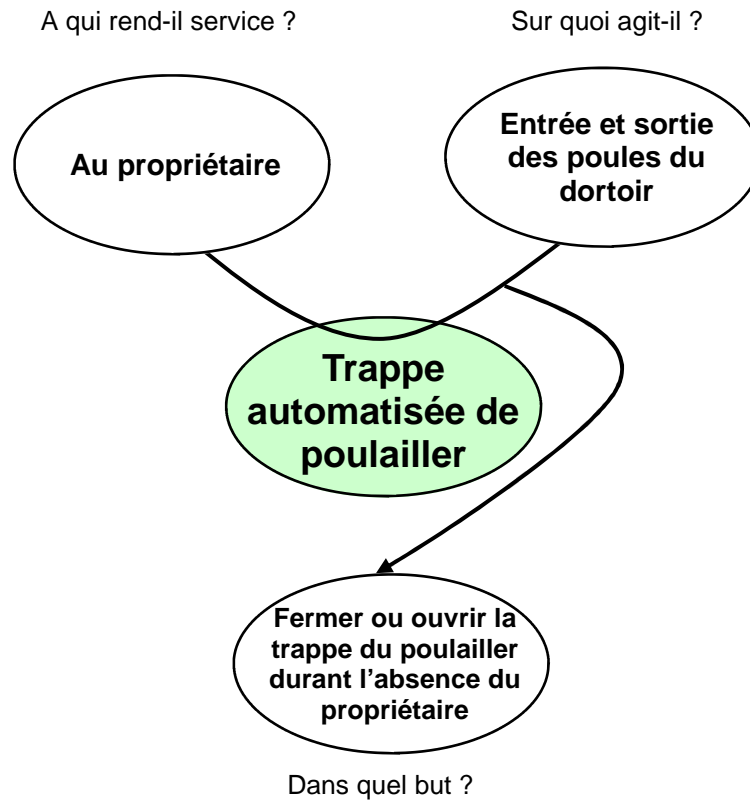 A qui rend-il service ?
Sur quoi agit-il ?
Au propriétaire
Entrée et sortie
des poules du
dortoir
Trappe
automatisée de
poulailler
Fermer ou ouvrir la
trappe du poulailler
durant l’absence du
propriétaire
Dans quel but ?